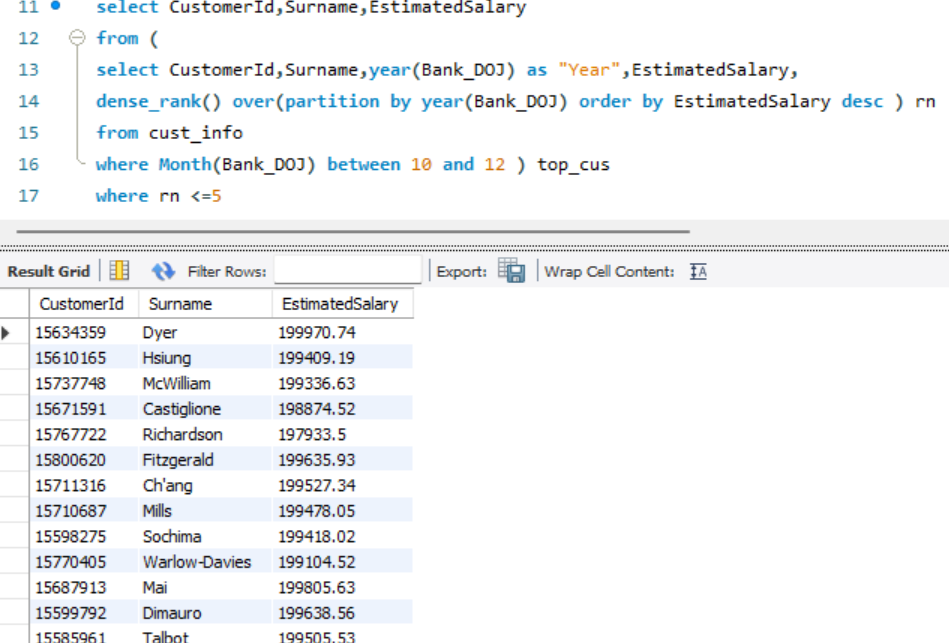 11 select CustomerId,Surname,EstimatedSalary
12 from (
13 select CustomerId,Surname,year(Bank_DOJ) as "Year",EstimatedSalary,
14 dense_rank() over(partition by year(Bank_DOJ) order by EstimatedSalary desc ) rn
15 from cust_info
16 where Month(Bank_DOJ) between 10 and 12 ) top_cus
17 where rn <=5
Result Grid Filter Rows: Export: Wrap Cell Content: IA
CustomerId Surname EstimatedSalary
15634359 Dyer 199970.74
15610165 Hsiung 199409.19
15737748 McWilliam 199336.63
15671591 Castiglione 198874.52
15767722 Richardson 197933.5
15800620 Fitzgerald 199635.93
15711316 Ch'ang 199527.34
15710687 Mills 199478.05
15598275 Sochima 199418.02
15770405 Warlow-Davies 199104.52
15687913 Mai 199805.63
15599792 Dimauro 199638.56
15585961 Talbot 199505.53